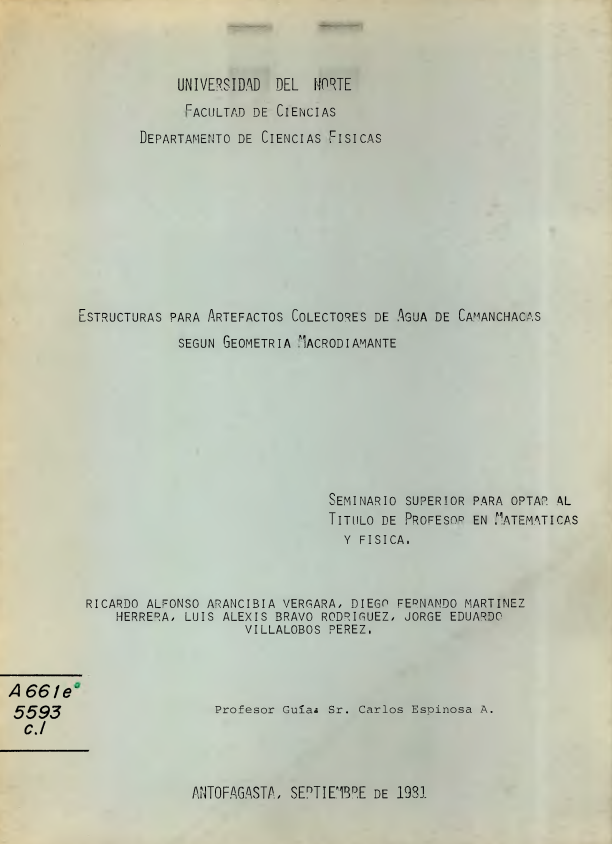 UNIVERSIDAD DEL NORTE
FACULTAD DE CIENCIAS
DEPARTAMENTO DE CIENCIAS FISICAS
ESTRUCTURAS PARA ARTEFACTOS COLECTORES DE AGUA DE CAMANCHACAS
SEGUN GEOMETRIA MACRODIAMANTE
SEMINARIO SUPERIOR PARA OPTAR AL
TITULO DE PROFESOR EN MATEMATICAS
Y FISICA.
RICARDO ALFONSO ARANCIBIA VERGARA, DIEGO FERNANDO MARTINEZ
HERRERA, LUIS ALEXIS BRAVO RODRIGUEZ, JORGE EDUARDO
VILLALOBOS PEREZ.
A661e
5593
c.1
Profesor Guía: Sr. Carlos Espinosa A.
ANTOFAGASTA, SEPTIEMBRE DE 1981